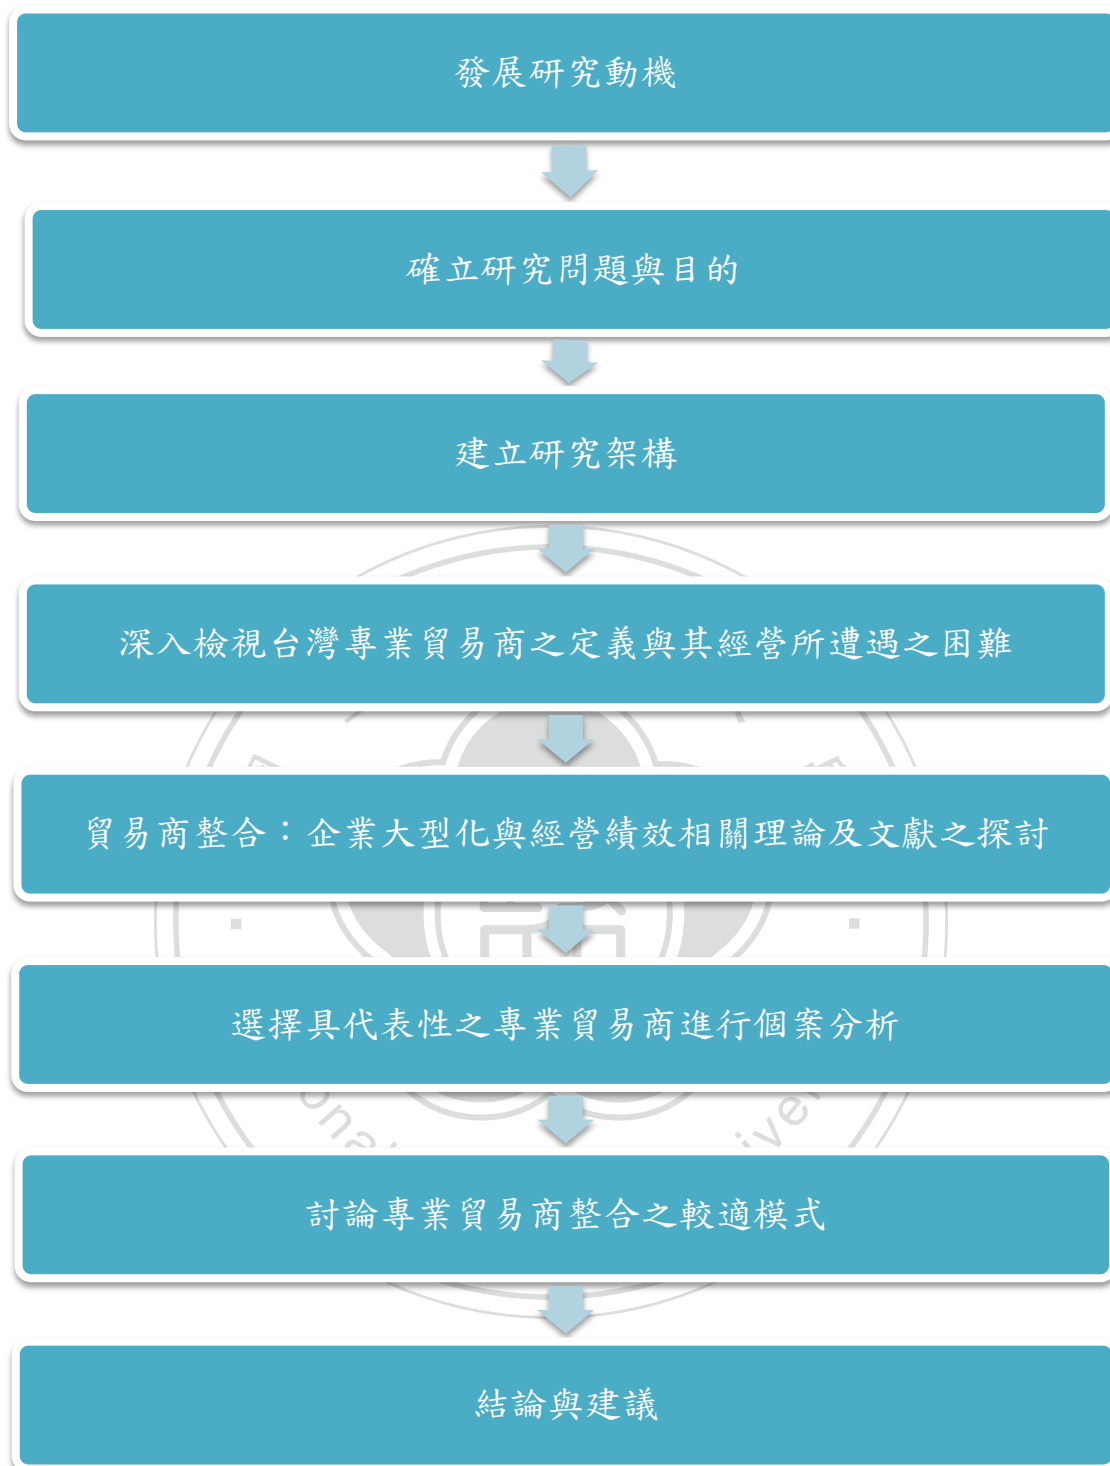 發展研究動機
確立研究問題與目的
建立研究架構
深入檢視台灣專業貿易商之定義與其經營所遭遇之困難
貿易商整合：企業大型化與經營績效相關理論及文獻之探討
選擇具代表性之專業貿易商進行個案分析
討論專業貿易商整合之較適模式
結論與建議